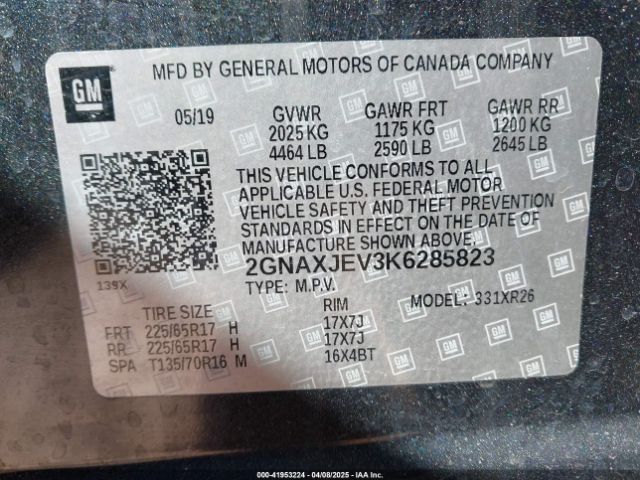 GM
MFD BY GENERAL MOTORS OF CANADA COMPANY
05/19 GVWR GAWR FRT GAWR RR
2025 KG 1175 KG 1200 KG
4464 LB 2590 LB 2645 LB
THIS VEHICLE CONFORMS TO ALL
APPLICABLE U.S. FEDERAL MOTOR
VEHICLE SAFETY AND THEFT PREVENTION
STANDARDS IN EFFECT ON THE DATE OF
MANUFACTURE SHOWN ABOVE.
2GNAXJEV3K6285823
139X
TYPE: M.P.V. MODEL: 331XR26
TIRE SIZE RIM
FRT 225/65R17 H 17X7J
RR 225/65R17 H 17X7J
SPA T135/70R16 M 16X4BT
000-41953224 | 04/08/2025 | IAA Inc.